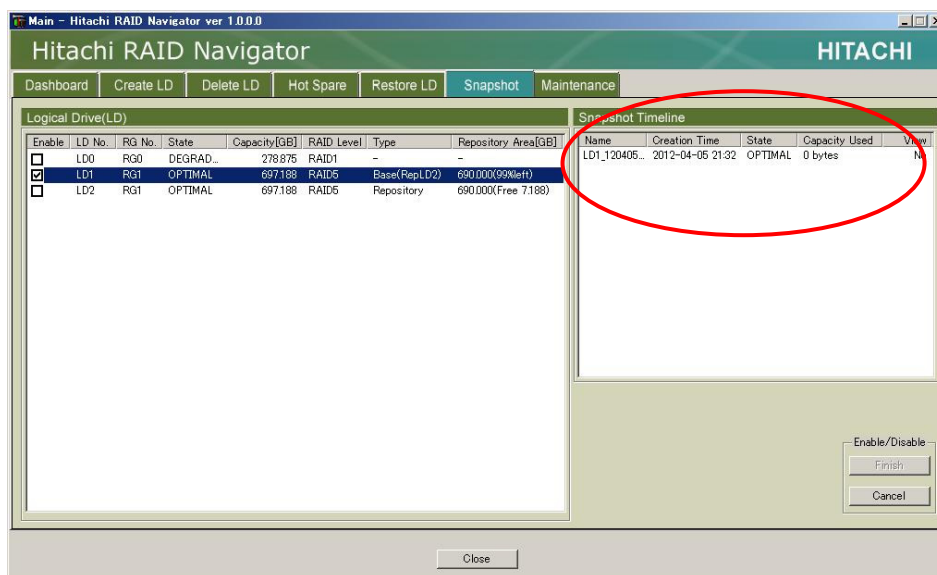 Main - Hitachi RAID Navigator ver 1.0.0.0
Hitachi RAID Navigator HITACHI
Dashboard Create LD Delete LD Hot Spare Restore LD Snapshot Maintenance
Logical Drive(LD) Snapshot Timeline
Enable LD No. RG No. State Capacity[GB] RAID Level Type Repository Area[GB] Name Creation Time State Capacity Used View
LD0 RG0 DEGRAD... 278.875 RAID1 - - LD1_120405... 2012-04-05 21:32 OPTIMAL 0 bytes No
LD1 RG1 OPTIMAL 697.188 RAID5 Base(RepLD2) 690.000(99%left)
LD2 RG1 OPTIMAL 697.188 RAID5 Repository 690.000(Free 7.188)
Enable/Disable
Finish
Cancel
Close